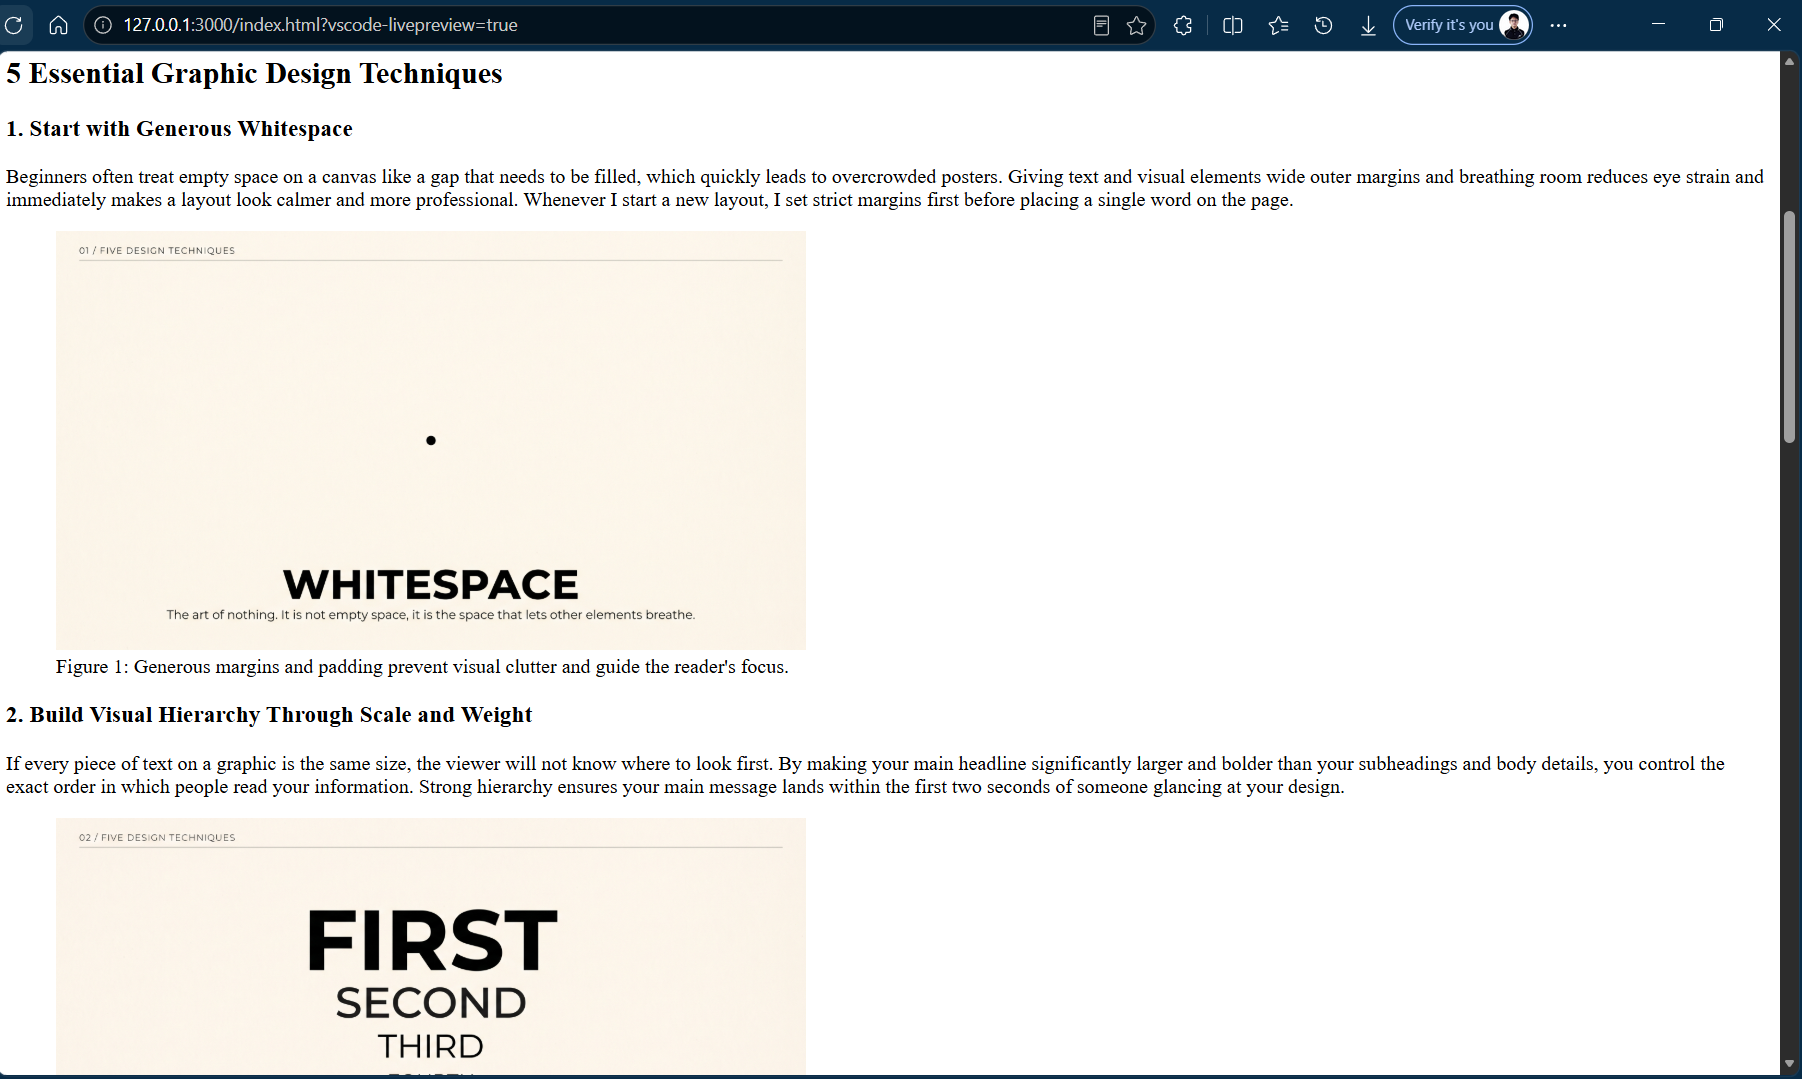 127.0.0.1:3000/index.html?vscode-livepreview=true
Verify it's you
5 Essential Graphic Design Techniques
1. Start with Generous Whitespace
Beginners often treat empty space on a canvas like a gap that needs to be filled, which quickly leads to overcrowded posters. Giving text and visual elements wide outer margins and breathing room reduces eye strain and
immediately makes a layout look calmer and more professional. Whenever I start a new layout, I set strict margins first before placing a single word on the page.
01 / FIVE DESIGN TECHNIQUES
WHITESPACE
The art of nothing. It is not empty space, it is the space that lets other elements breathe.
Figure 1: Generous margins and padding prevent visual clutter and guide the reader's focus.
2. Build Visual Hierarchy Through Scale and Weight
If every piece of text on a graphic is the same size, the viewer will not know where to look first. By making your main headline significantly larger and bolder than your subheadings and body details, you control the
exact order in which people read your information. Strong hierarchy ensures your main message lands within the first two seconds of someone glancing at your design.
02 / FIVE DESIGN TECHNIQUES
FIRST
SECOND
THIRD